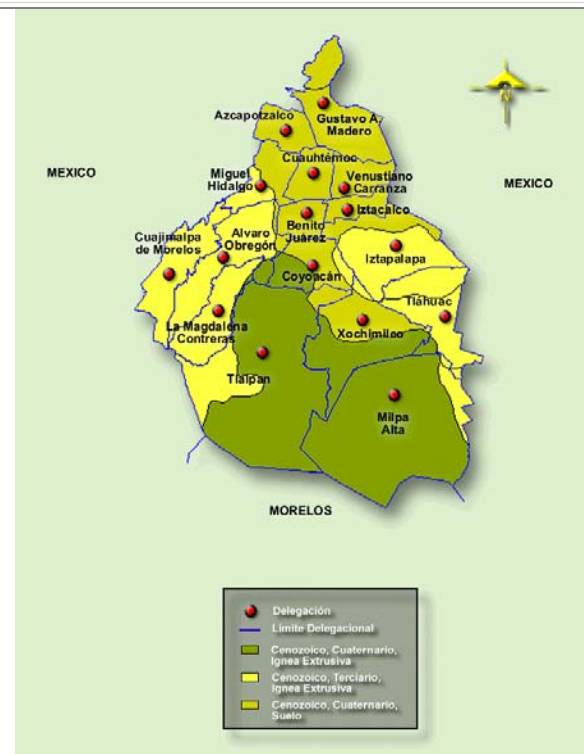 Azcapotzalco
Gustavo A.
Madero
Cuauhtémoc
MEXICO
Miguel
Hidalgo
Venustiano
Carranza
MEXICO
Iztacalco
Alvaro
Obregón
Benito
Juárez
Cuajimalpa
de Morelos
Iztapalapa
Coyoacán
Tláhuac
La Magdalena
Contreras
Xochimilco
Tlalpan
Milpa
Alta
MORELOS
Delegación
Límite Delegacional
Cenozoico, Cuaternario,
Ignea Extrusiva
Cenozoico, Terciario,
Ignea Extrusiva
Cenozoico, Cuaternario,
Suelo